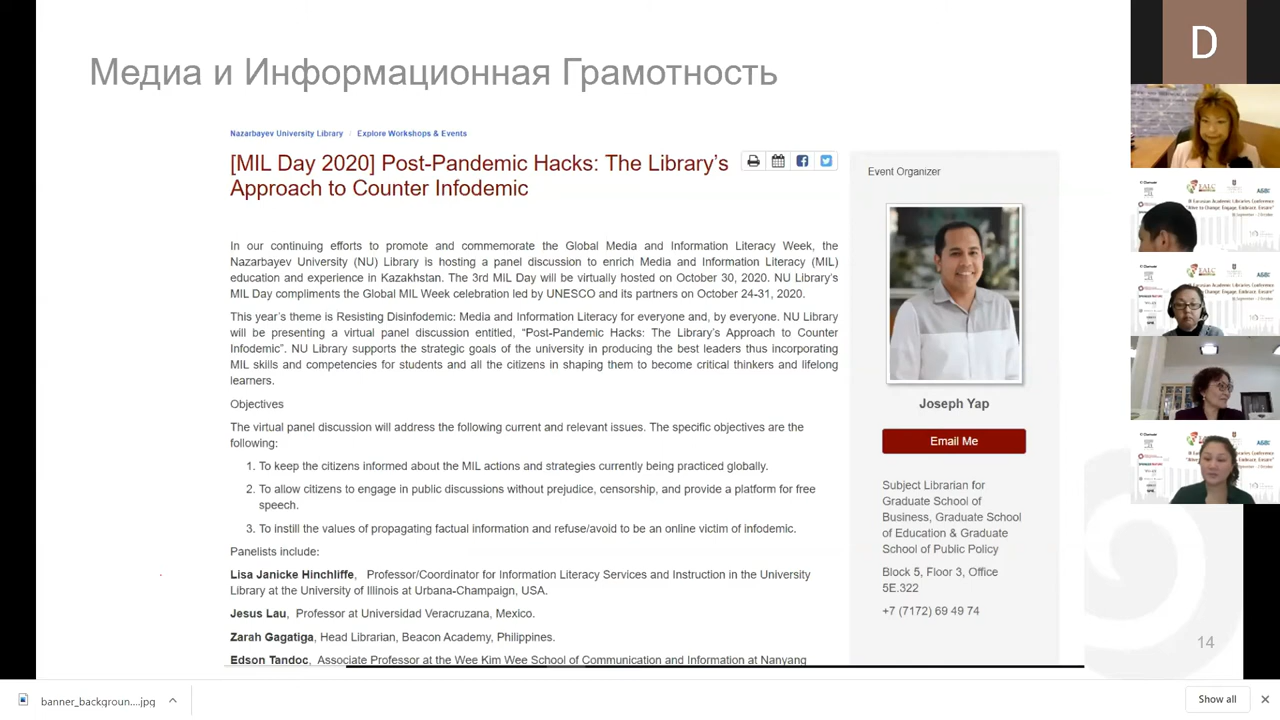 Медиа и Информационная Грамотность
Nazarbayev University Library / Explore Workshops & Events
[MIL Day 2020] Post-Pandemic Hacks: The Library's
Approach to Counter Infodemic
In our continuing efforts to promote and commemorate the Global Media and Information Literacy Week, the
Nazarbayev University (NU) Library is hosting a panel discussion to enrich Media and Information Literacy (MIL)
education and experience in Kazakhstan. The 3rd MIL Day will be virtually hosted on October 30, 2020. NU Library's
MIL Day compliments the Global MIL Week celebration led by UNESCO and its partners on October 24-31, 2020.
This year's theme is Resisting Disinfodemic: Media and Information Literacy for everyone and, by everyone. NU Library
will be presenting a virtual panel discussion entitled, "Post-Pandemic Hacks: The Library's Approach to Counter
Infodemic". NU Library supports the strategic goals of the university in producing the best leaders thus incorporating
MIL skills and competencies for students and all the citizens in shaping them to become critical thinkers and lifelong
learners.
Objectives
The virtual panel discussion will address the following current and relevant issues. The specific objectives are the
following:
1. To keep the citizens informed about the MIL actions and strategies currently being practiced globally.
2. To allow citizens to engage in public discussions without prejudice, censorship, and provide a platform for free
speech.
3. To instill the values of propagating factual information and refuse/avoid to be an online victim of infodemic.
Panelists include:
Lisa Janicke Hinchliffe, Professor/Coordinator for Information Literacy Services and Instruction in the University
Library at the University of Illinois at Urbana-Champaign, USA.
Jesus Lau, Professor at Universidad Veracruzana, Mexico.
Zarah Gagatiga, Head Librarian, Beacon Academy, Philippines.
Edson Tandoc, Associate Professor at the Wee Kim Wee School of Communication and Information at Nanyang
Event Organizer
Joseph Yap
Email Me
Subject Librarian for
Graduate School of
Business, Graduate School
of Education & Graduate
School of Public Policy
Block 5, Floor 3, Office
5E.322
+7 (7172) 69 49 74
14
D
banner_backgroun....jpg
Show all